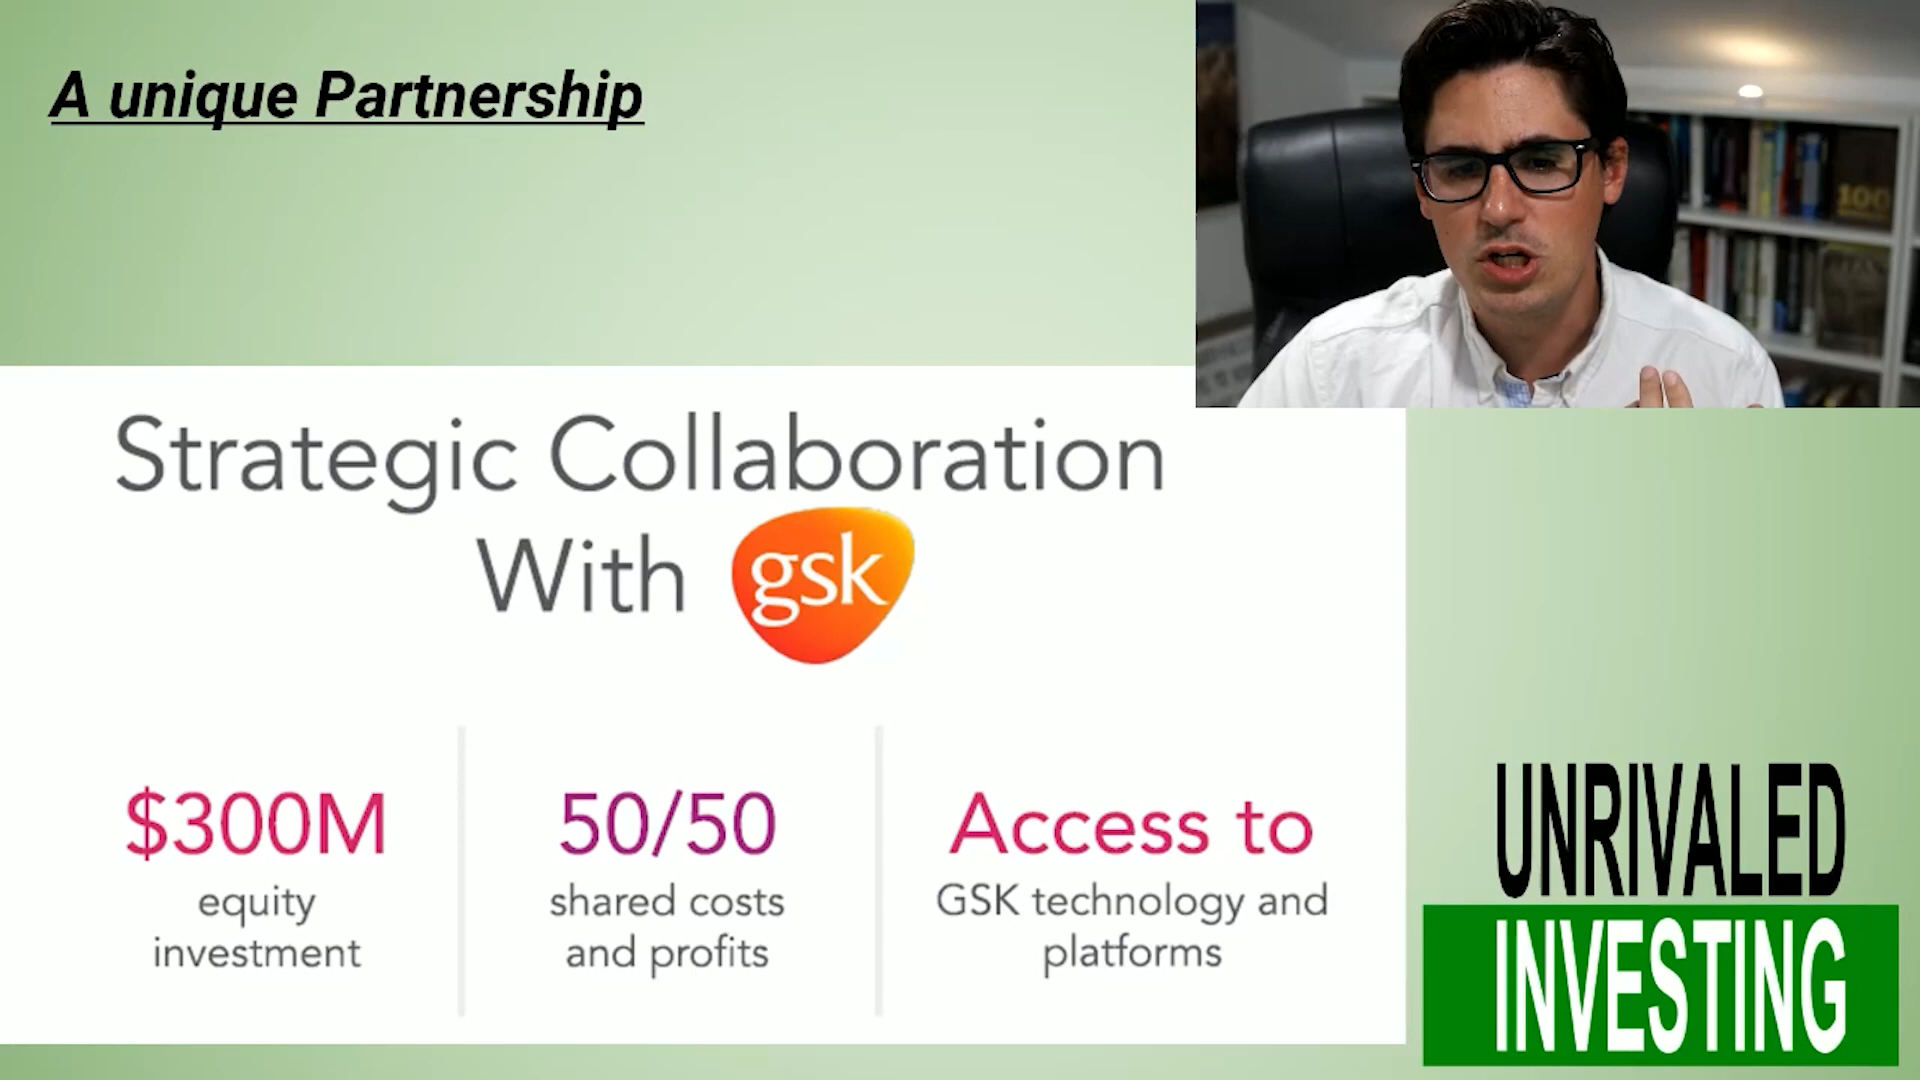 A unique Partnership
100
Strategic Collaboration
With gsk
$300M
equity
investment
50/50
shared costs
and profits
Access to
GSK technology and
platforms
UNRIVALED
INVESTING